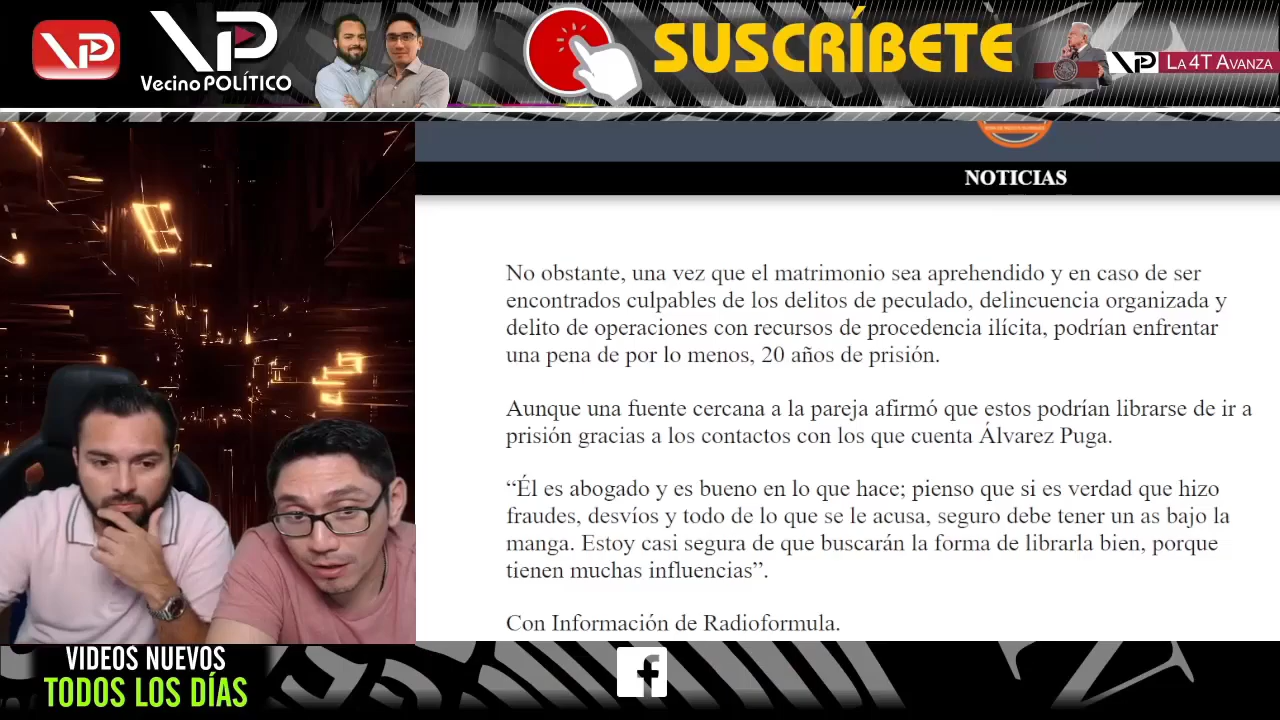 VP
VP
Vecino POLÍTICO
SUSCRÍBETE
VP LA 4T AVANZA
NOTICIAS
No obstante, una vez que el matrimonio sea aprehendido y en caso de ser
encontrados culpables de los delitos de peculado, delincuencia organizada y
delito de operaciones con recursos de procedencia ilícita, podrían enfrentar
una pena de por lo menos, 20 años de prisión.
Aunque una fuente cercana a la pareja afirmó que estos podrían librarse de ir a
prisión gracias a los contactos con los que cuenta Álvarez Puga.
“Él es abogado y es bueno en lo que hace; pienso que si es verdad que hizo
fraudes, desvíos y todo de lo que se le acusa, seguro debe tener un as bajo la
manga. Estoy casi segura de que buscarán la forma de librarla bien, porque
tienen muchas influencias”.
Con Información de Radioformula.
VIDEOS NUEVOS
TODOS LOS DÍAS